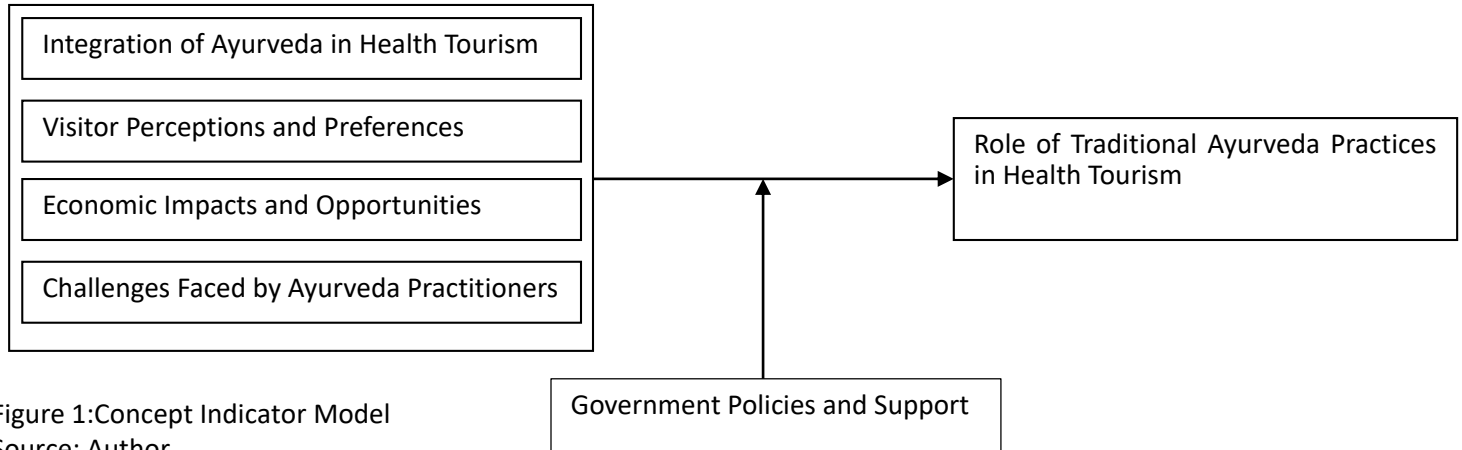 Integration of Ayurveda in Health Tourism
Visitor Perceptions and Preferences
Economic Impacts and Opportunities
Challenges Faced by Ayurveda Practitioners
Role of Traditional Ayurveda Practices
in Health Tourism
Government Policies and Support
Figure 1:Concept Indicator Model
Source: Author